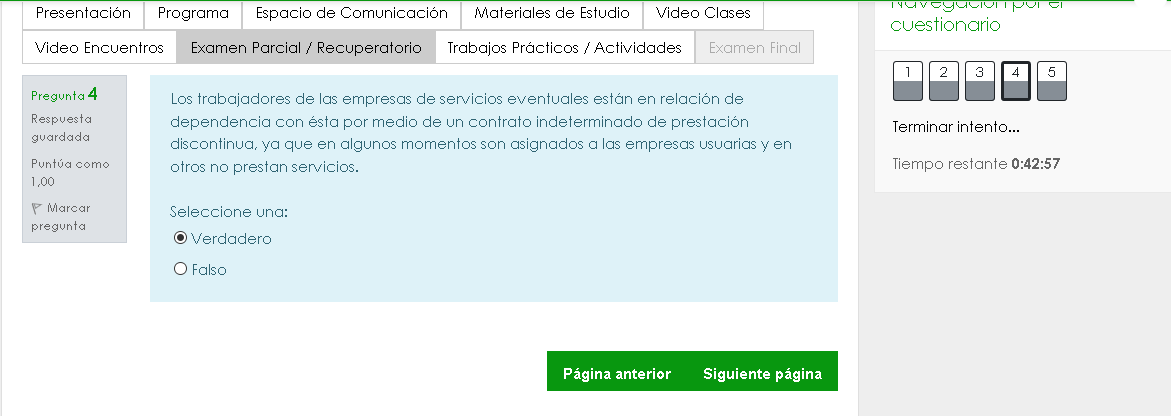 Presentación Programa Espacio de Comunicación Materiales de Estudio Video Clases
Video Encuentros Examen Parcial / Recuperatorio Trabajos Prácticos / Actividades Examen Final
Pregunta 4
Respuesta
guardada
Puntúa como
1,00
Marcar
pregunta
Los trabajadores de las empresas de servicios eventuales están en relación de
dependencia con ésta por medio de un contrato indeterminado de prestación
discontinua, ya que en algunos momentos son asignados a las empresas usuarias y en
otros no prestan servicios.
Seleccione una:
Verdadero
Falso
Página anterior Siguiente página
Navegación por el
cuestionario
1 2 3 4 5
Terminar intento...
Tiempo restante 0:42:57